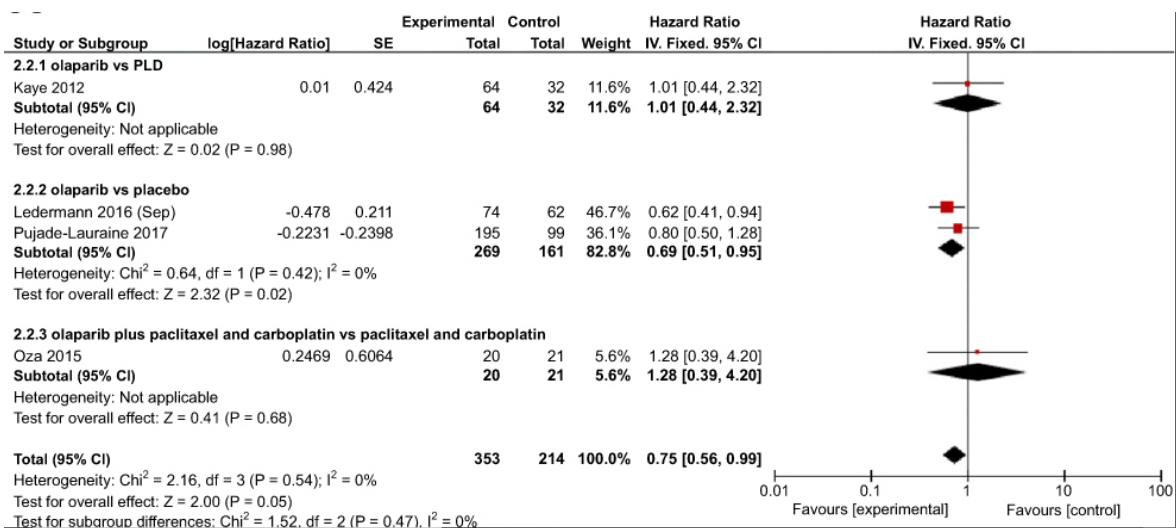 Experimental Control Hazard Ratio Hazard Ratio
Study or Subgroup log[Hazard Ratio] SE Total Total Weight IV. Fixed. 95% CI IV. Fixed. 95% CI
2.2.1 olaparib vs PLD
Kaye 2012 0.01 0.424 64 32 11.6% 1.01 [0.44, 2.32]
Subtotal (95% CI) 64 32 11.6% 1.01 [0.44, 2.32]
Heterogeneity: Not applicable
Test for overall effect: Z = 0.02 (P = 0.98)
2.2.2 olaparib vs placebo
Ledermann 2016 (Sep) -0.478 0.211 74 62 46.7% 0.62 [0.41, 0.94]
Pujade-Lauraine 2017 -0.2231 -0.2398 195 99 36.1% 0.80 [0.50, 1.28]
Subtotal (95% CI) 269 161 82.8% 0.69 [0.51, 0.95]
Heterogeneity: Chi² = 0.64, df = 1 (P = 0.42); I² = 0%
Test for overall effect: Z = 2.32 (P = 0.02)
2.2.3 olaparib plus paclitaxel and carboplatin vs paclitaxel and carboplatin
Oza 2015 0.2469 0.6064 20 21 5.6% 1.28 [0.39, 4.20]
Subtotal (95% CI) 20 21 5.6% 1.28 [0.39, 4.20]
Heterogeneity: Not applicable
Test for overall effect: Z = 0.41 (P = 0.68)
Total (95% CI) 353 214 100.0% 0.75 [0.56, 0.99]
Heterogeneity: Chi² = 2.16, df = 3 (P = 0.54); I² = 0%
Test for overall effect: Z = 2.00 (P = 0.05)
Test for subgroup differences: Chi² = 1.52, df = 2 (P = 0.47), I² = 0%
0.01 0.1 1 10 100
Favours [experimental] Favours [control]